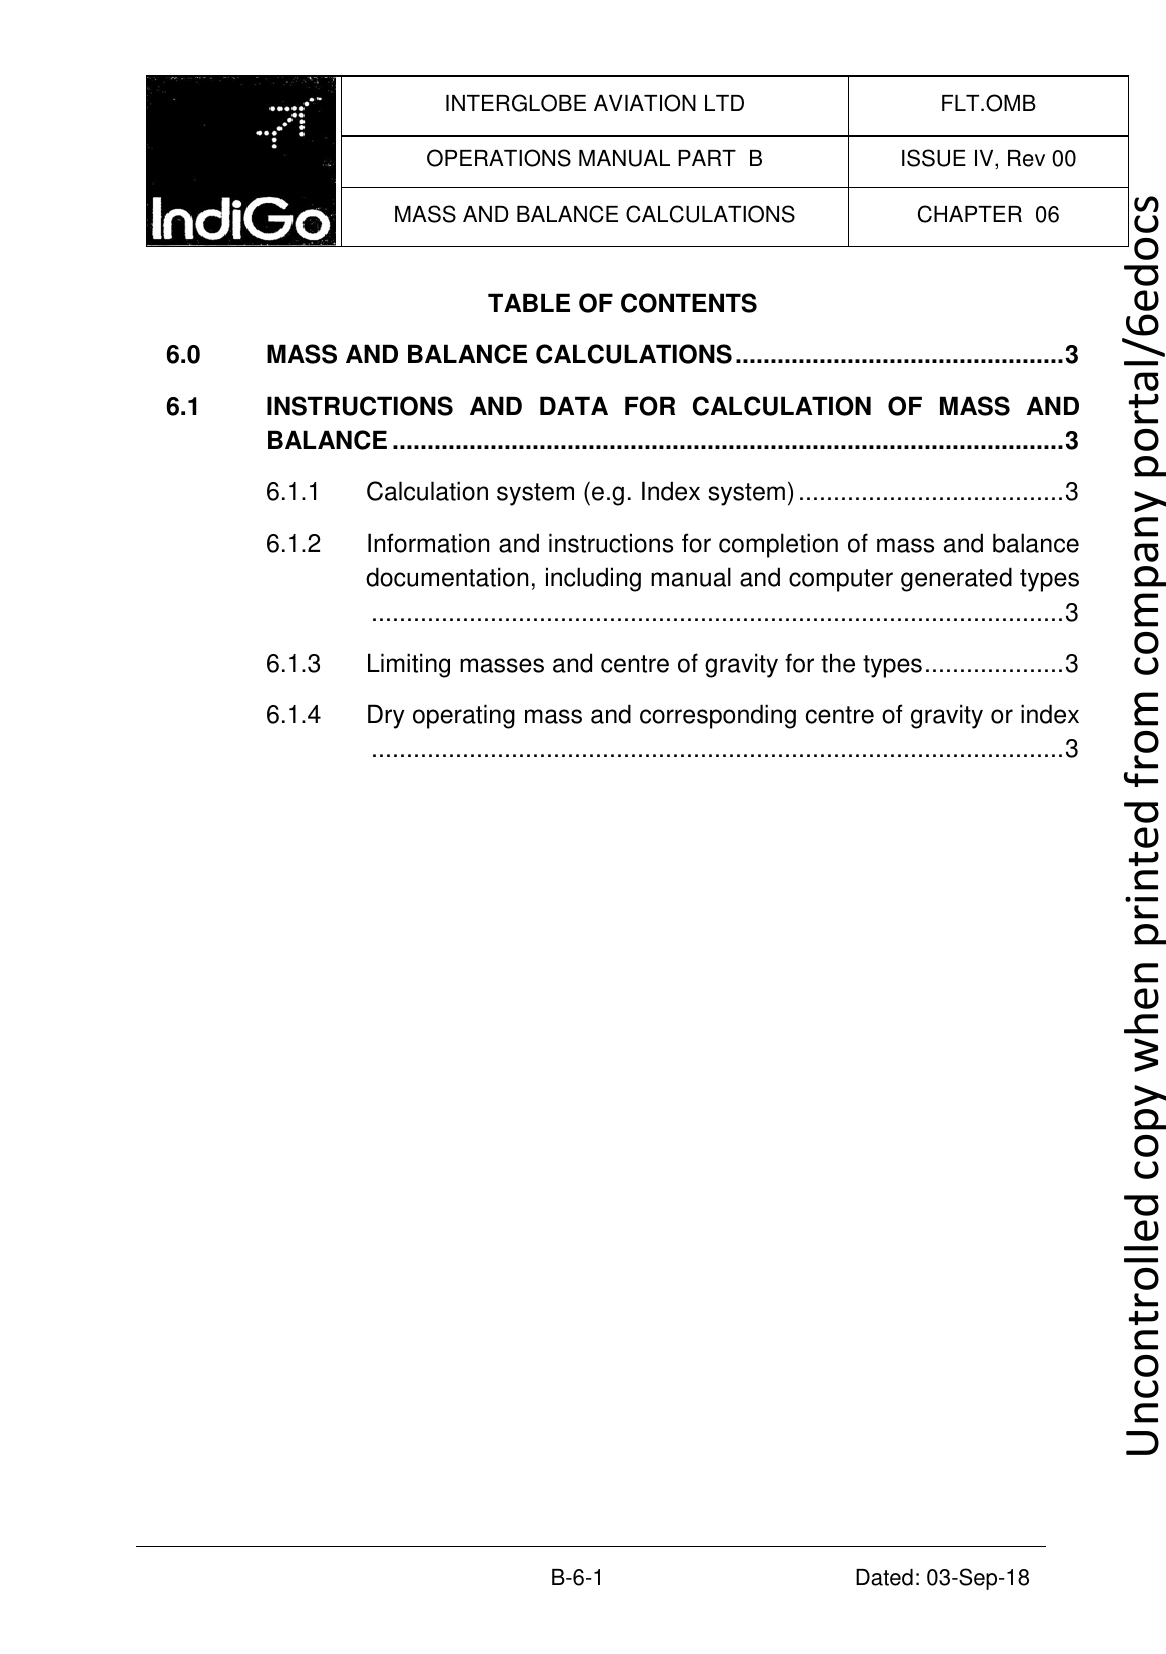 IndiGo
INTERGLOBE AVIATION LTD
FLT.OMB
OPERATIONS MANUAL PART  B
ISSUE IV, Rev 00
MASS AND BALANCE CALCULATIONS
CHAPTER  06
TABLE OF CONTENTS
6.0 MASS AND BALANCE CALCULATIONS...............................................3
6.1 INSTRUCTIONS AND DATA FOR CALCULATION OF MASS AND
BALANCE................................................................................................3
6.1.1 Calculation system (e.g. Index system)......................................3
6.1.2 Information and instructions for completion of mass and balance
documentation, including manual and computer generated types
...................................................................................................3
6.1.3 Limiting masses and centre of gravity for the types....................3
6.1.4 Dry operating mass and corresponding centre of gravity or index
...................................................................................................3
Uncontrolled copy when printed from company portal/6edocs
B-6-1
Dated: 03-Sep-18